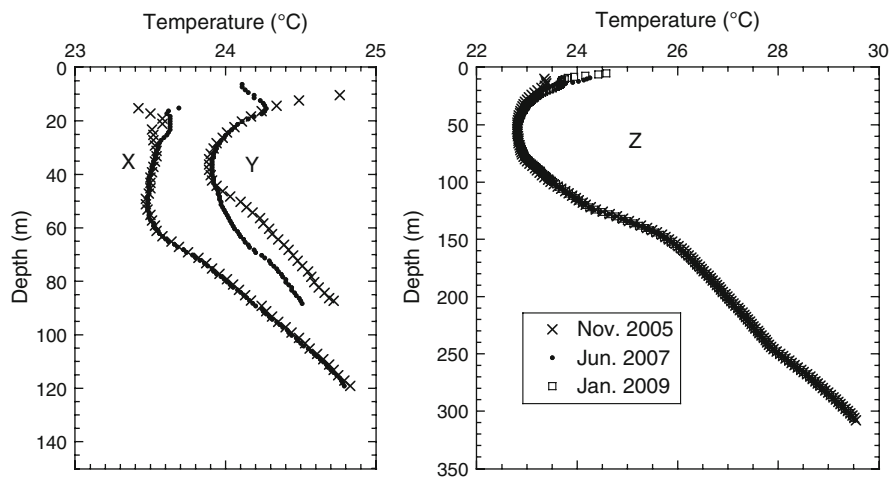 Temperature (°C)
23 24 25
0
20
40
60
80
100
120
140
Depth (m)
X
Y
Temperature (°C)
22 24 26 28 30
0
50
100
150
200
250
300
350
Depth (m)
Z
Nov. 2005
Jun. 2007
Jan. 2009